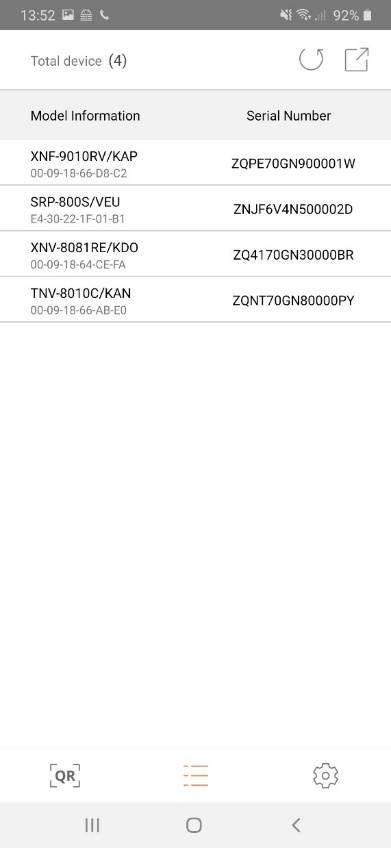 13:52 92%
Total device (4)
Model Information Serial Number
XNF-9010RV/KAP ZQPE70GN900001W
00-09-18-66-D8-C2
SRP-800S/VEU ZNJF6V4N500002D
E4-30-22-1F-01-B1
XNV-8081RE/KDO ZQ4170GN30000BR
00-09-18-64-CE-FA
TNV-8010C/KAN ZQNT70GN80000PY
00-09-18-66-AB-E0
QR